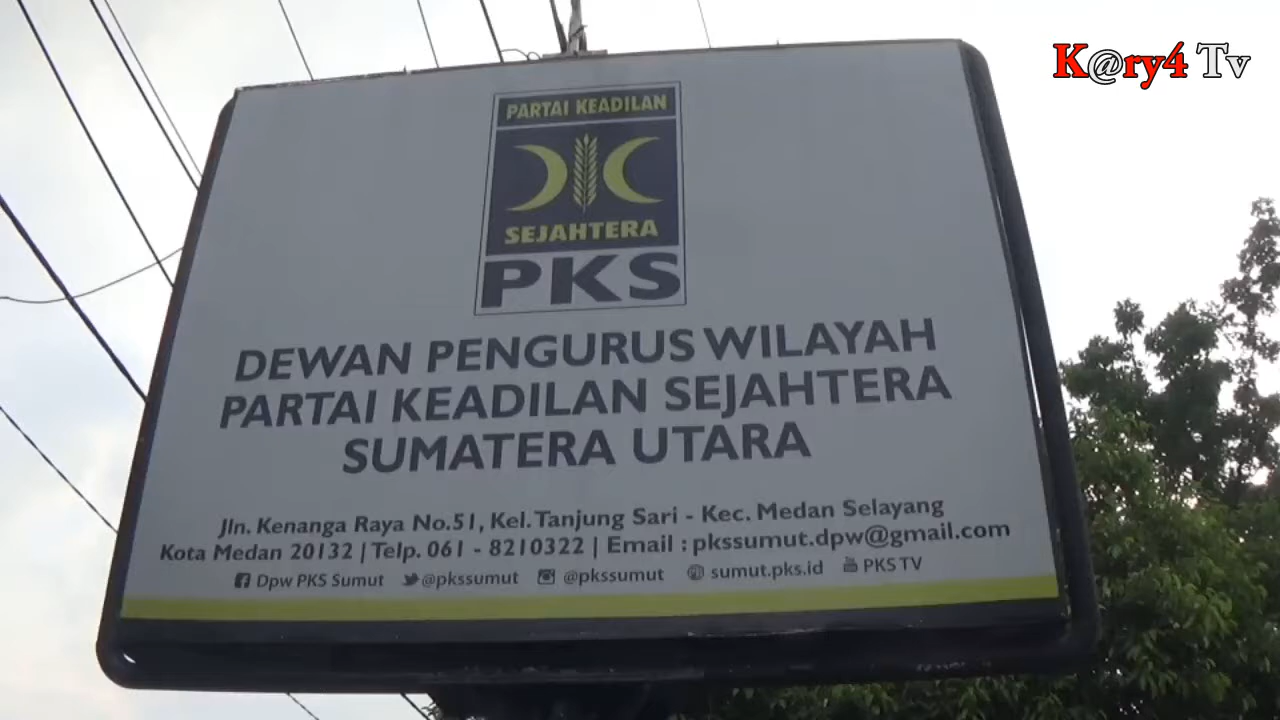 K@ry4 Tv
PARTAI KEADILAN
SEJAHTERA
PKS
DEWAN PENGURUS WILAYAH
PARTAI KEADILAN SEJAHTERA
SUMATERA UTARA
Jln. Kenanga Raya No.51, Kel. Tanjung Sari - Kec. Medan Selayang
Kota Medan 20132 | Telp. 061 - 8210322 | Email : pkssumut.dpw@gmail.com
Dpw PKS Sumut @pkssumut @pkssumut sumut.pks.id PKS TV